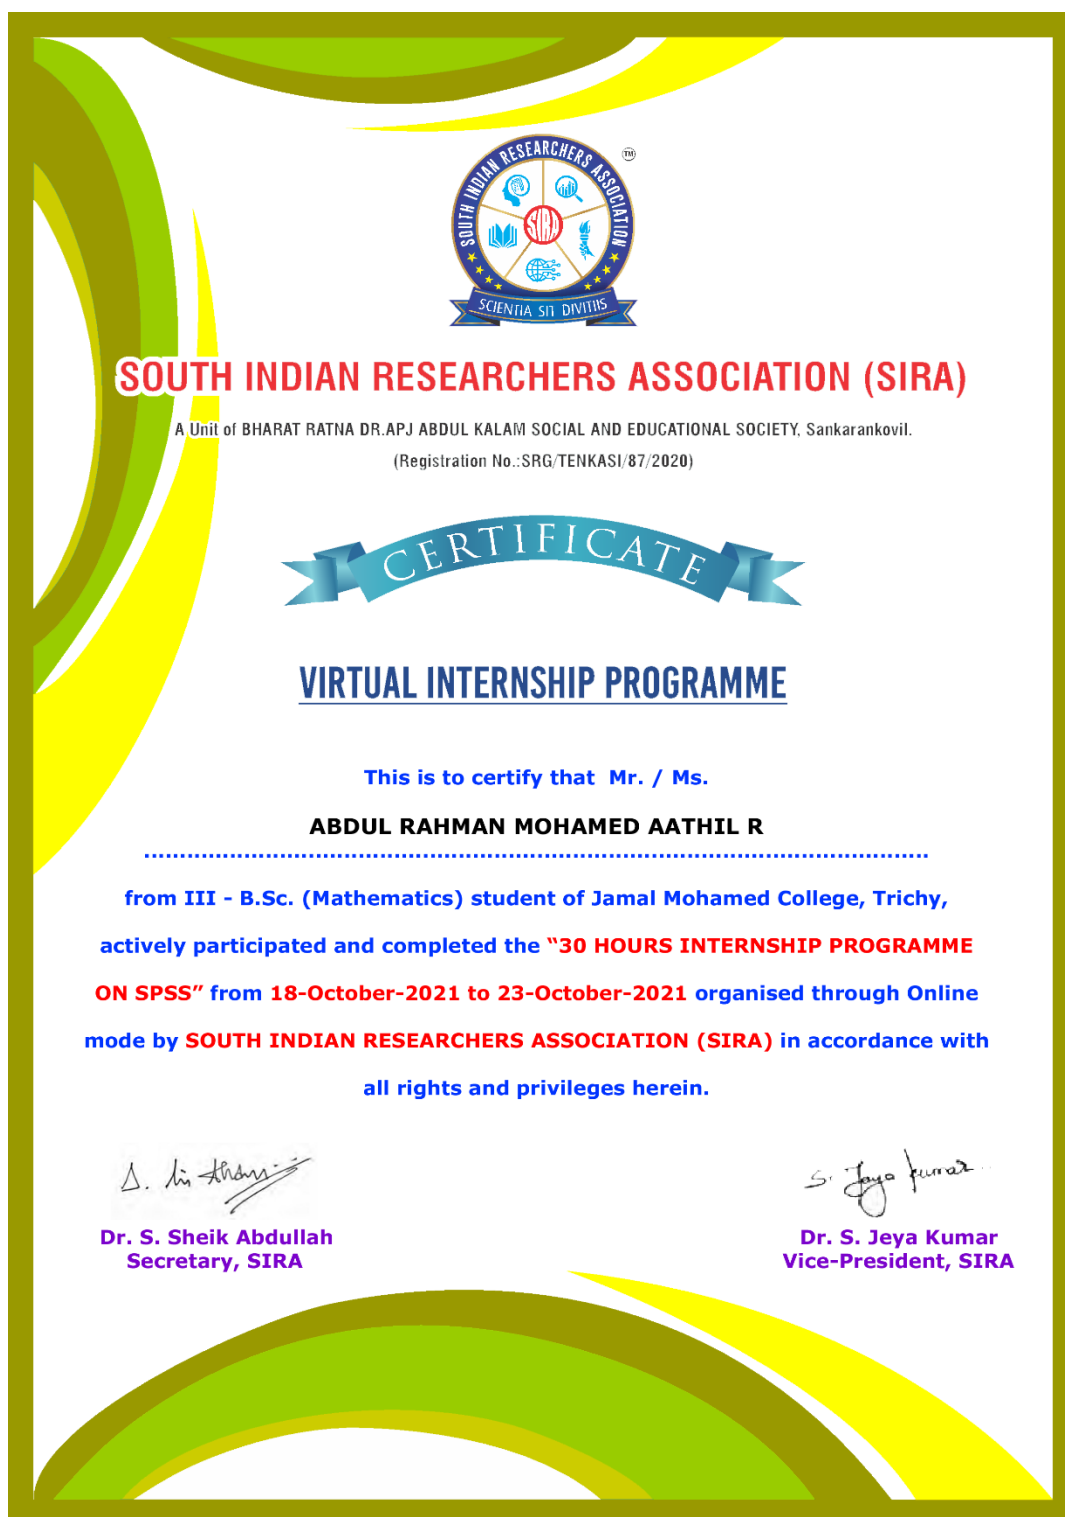 SOUTH INDIAN RESEARCHERS ASSOCIATION
TM
SIRA
SCIENTIA SIT DIVITIIS
SOUTH INDIAN RESEARCHERS ASSOCIATION (SIRA)
A Unit of BHARAT RATNA DR.APJ ABDUL KALAM SOCIAL AND EDUCATIONAL SOCIETY, Sankarankovil.
(Registration No.:SRG/TENKASI/87/2020)
CERTIFICATE
VIRTUAL INTERNSHIP PROGRAMME
This is to certify that Mr. / Ms.
ABDUL RAHMAN MOHAMED AATHIL R
from III - B.Sc. (Mathematics) student of Jamal Mohamed College, Trichy,
actively participated and completed the “30 HOURS INTERNSHIP PROGRAMME
ON SPSS” from 18-October-2021 to 23-October-2021 organised through Online
mode by SOUTH INDIAN RESEARCHERS ASSOCIATION (SIRA) in accordance with
all rights and privileges herein.
S. Jaya kumar
Dr. S. Sheik Abdullah
Secretary, SIRA
Dr. S. Jeya Kumar
Vice-President, SIRA